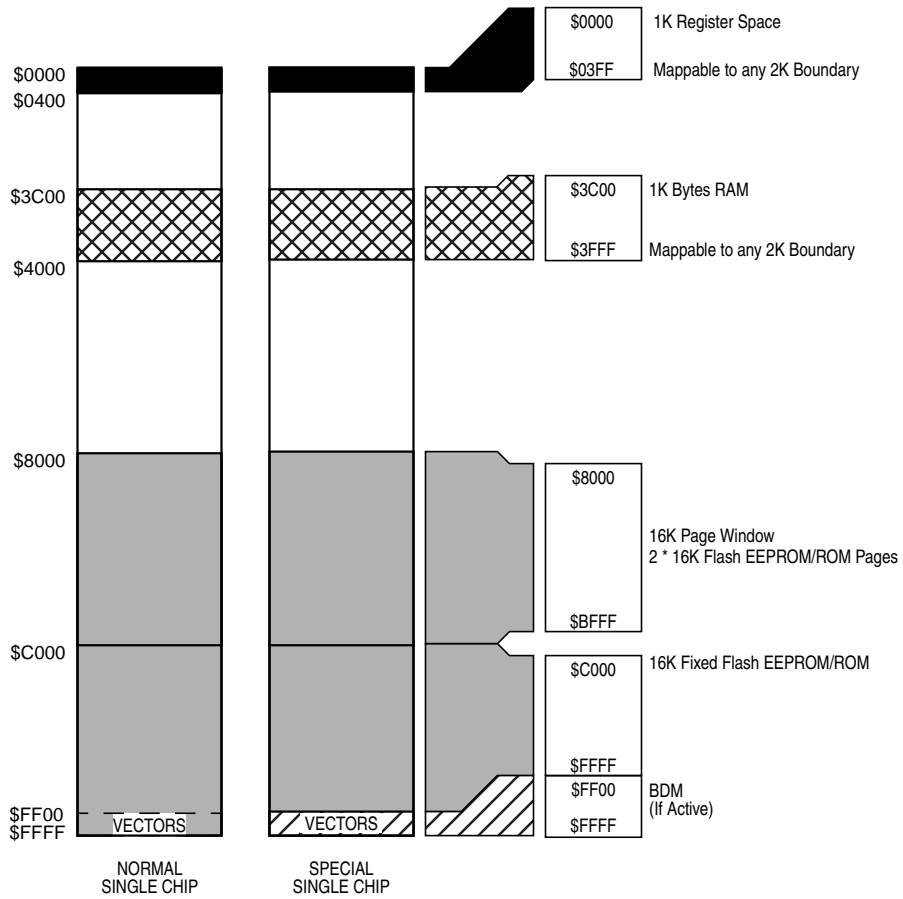 $0000
1K Register Space
$03FF
Mappable to any 2K Boundary
$0000
$0400
$3C00
$3C00
1K Bytes RAM
$3FFF
Mappable to any 2K Boundary
$4000
$8000
$8000
16K Page Window
2 * 16K Flash EEPROM/ROM Pages
$BFFF
$C000
$C000
16K Fixed Flash EEPROM/ROM
$FFFF
$FF00
BDM
(If Active)
$FFFF
$FF00
$FFFF
VECTORS
VECTORS
NORMAL
SINGLE CHIP
SPECIAL
SINGLE CHIP